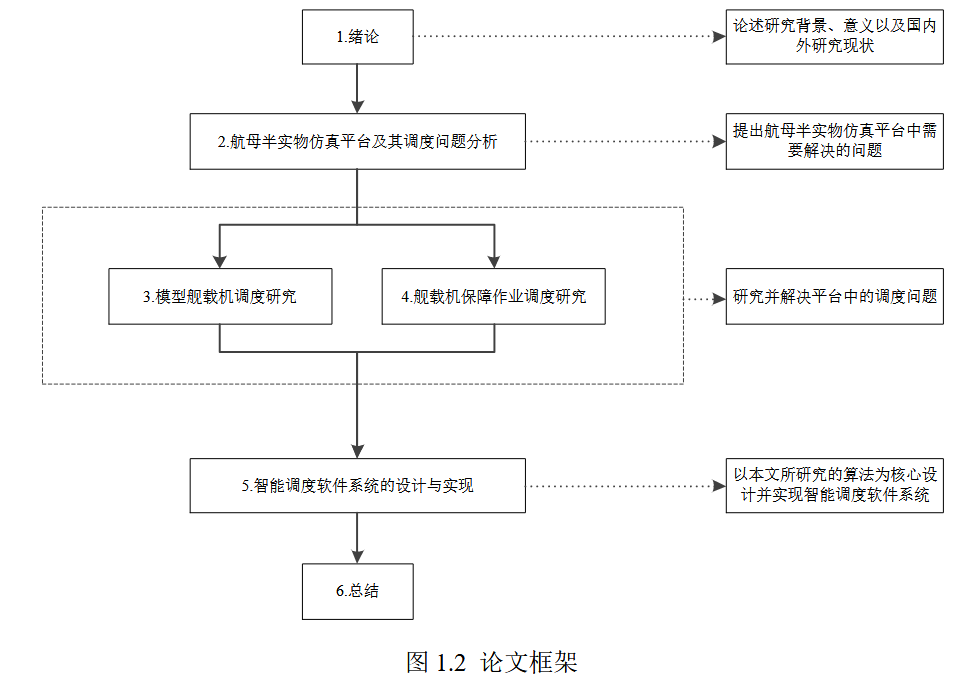 1.绪论
论述研究背景、意义以及国内
外研究现状
2.航母半实物仿真平台及其调度问题分析
提出航母半实物仿真平台中需
要解决的问题
3.模型舰载机调度研究
4.舰载机保障作业调度研究
研究并解决平台中的调度问题
5.智能调度软件系统的设计与实现
以本文所研究的算法为核心设
计并实现智能调度软件系统
6.总结
图 1.2 论文框架